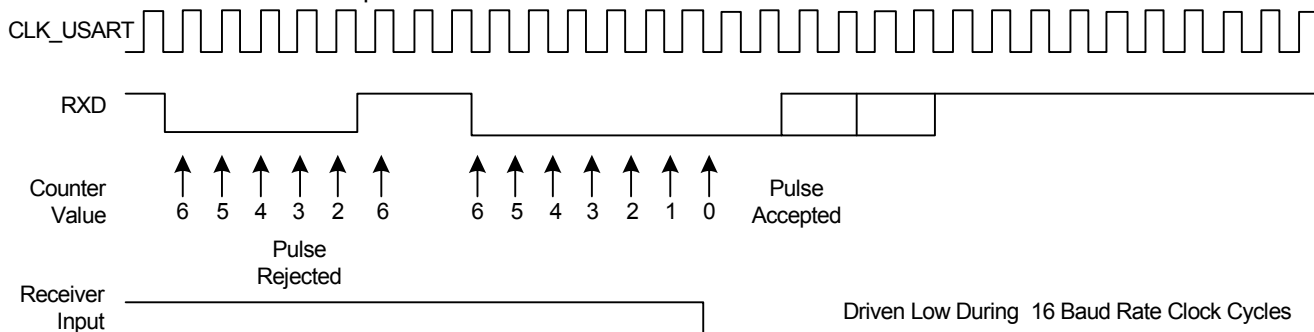 CLK_USART
RXD
Counter
Value
6 5 4 3 2 6 6 5 4 3 2 1 0
Pulse
Accepted
Pulse
Rejected
Receiver
Input
Driven Low During 16 Baud Rate Clock Cycles